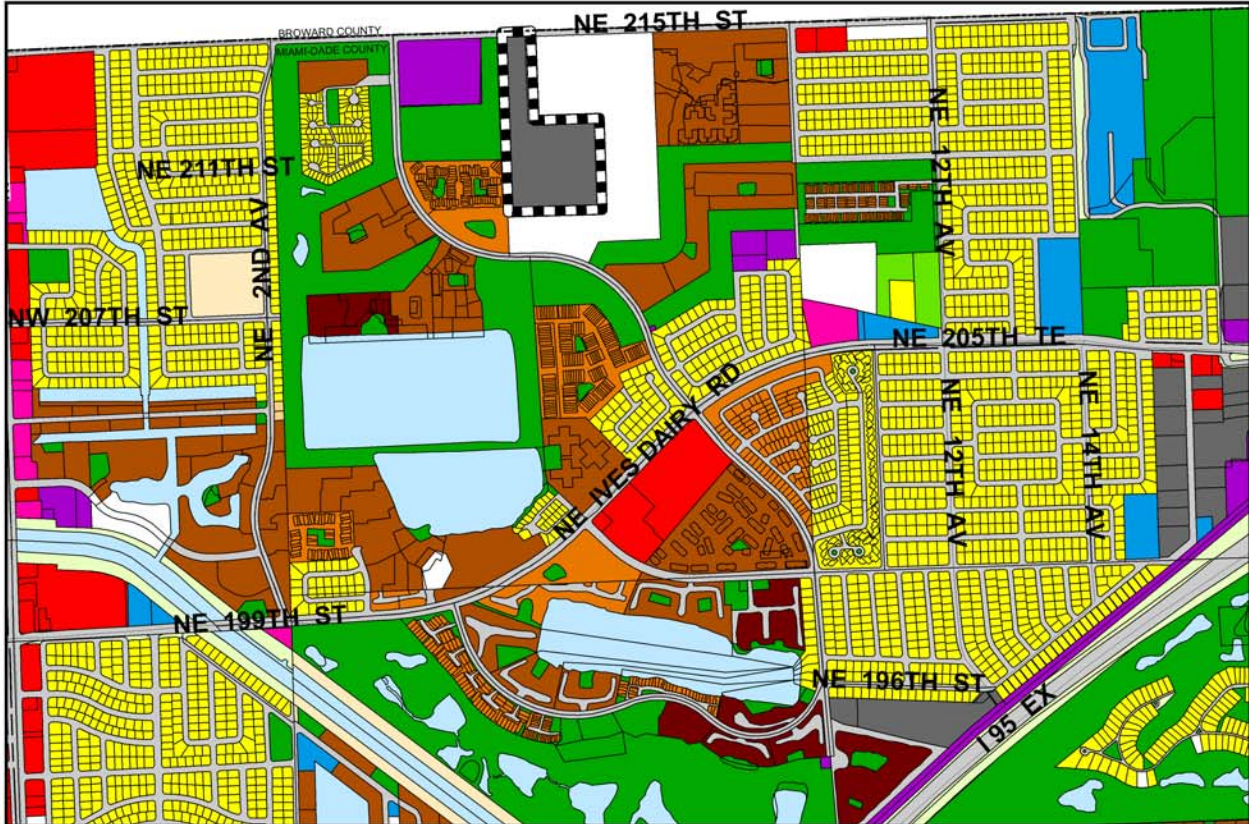 NE 215TH ST
BROWARD COUNTY
MIAMI-DADE COUNTY
NE 12TH AV
NE 211TH ST
NE 2ND AV
NW 207TH ST
NE 205TH TE
NE IVES DAIRY RD
NE 12TH AV
NE 14TH AV
NE 199TH ST
NE 196TH ST
I 95 EX